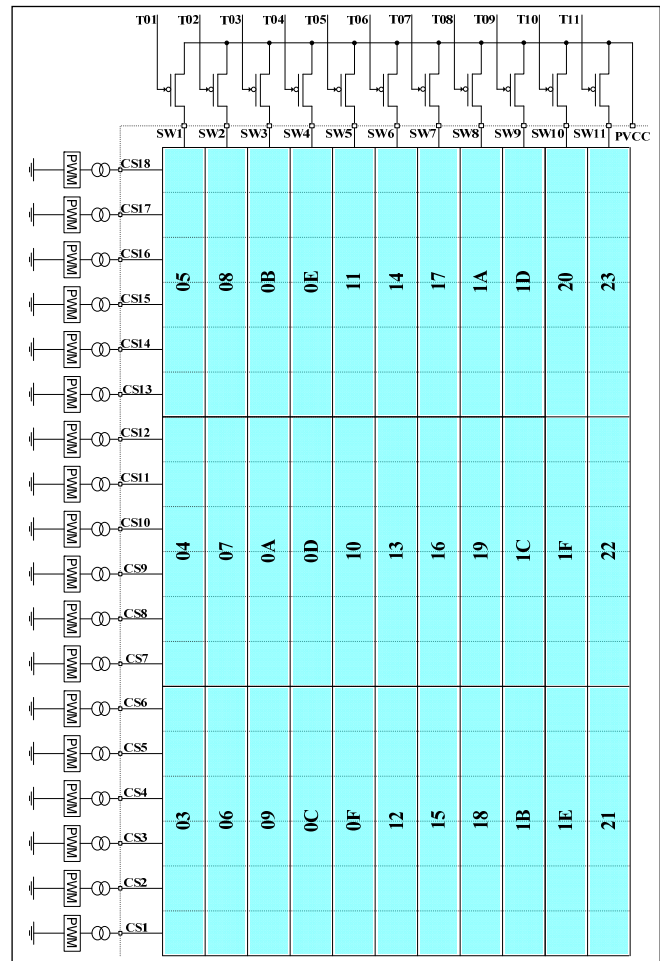 T01 T02 T03 T04 T05 T06 T07 T08 T09 T10 T11
SW1 SW2 SW3 SW4 SW5 SW6 SW7 SW8 SW9 SW10 SW11 PVCC
PWM CS18
PWM CS17
PWM CS16
05 08 0B 0E 11 14 17 1A 1D 20 23
PWM CS15
PWM CS14
PWM CS13
PWM CS12
PWM CS11
PWM CS10
04 07 0A 0D 10 13 16 19 1C 1F 22
PWM CS9
PWM CS8
PWM CS7
PWM CS6
PWM CS5
PWM CS4
03 06 09 0C 0F 12 15 18 1B 1E 21
PWM CS3
PWM CS2
PWM CS1